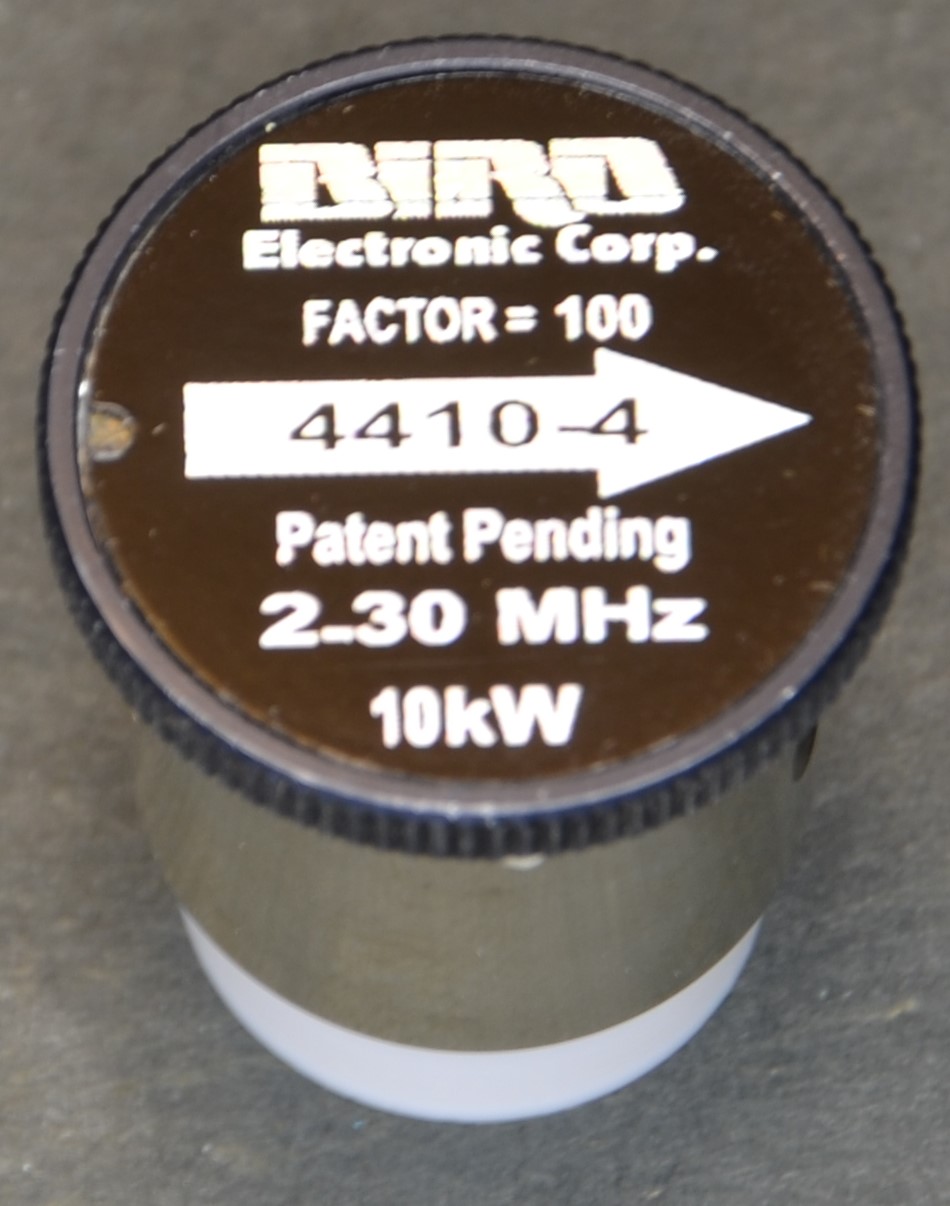 BIRD
Electronic Corp.
FACTOR = 100
4410-4
Patent Pending
2-30 MHz
10kW